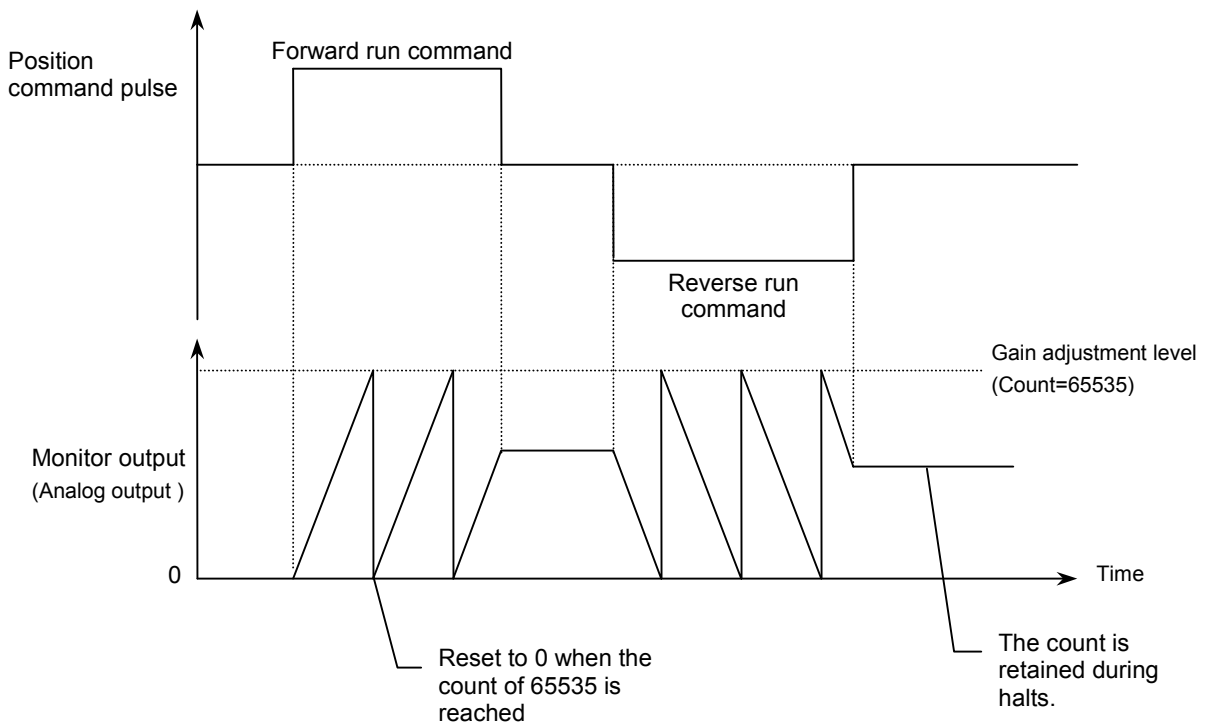 Position
command pulse
Forward run command
Reverse run
command
Gain adjustment level
(Count=65535)
Monitor output
(Analog output )
0
Time
Reset to 0 when the
count of 65535 is
reached
The count is
retained during
halts.